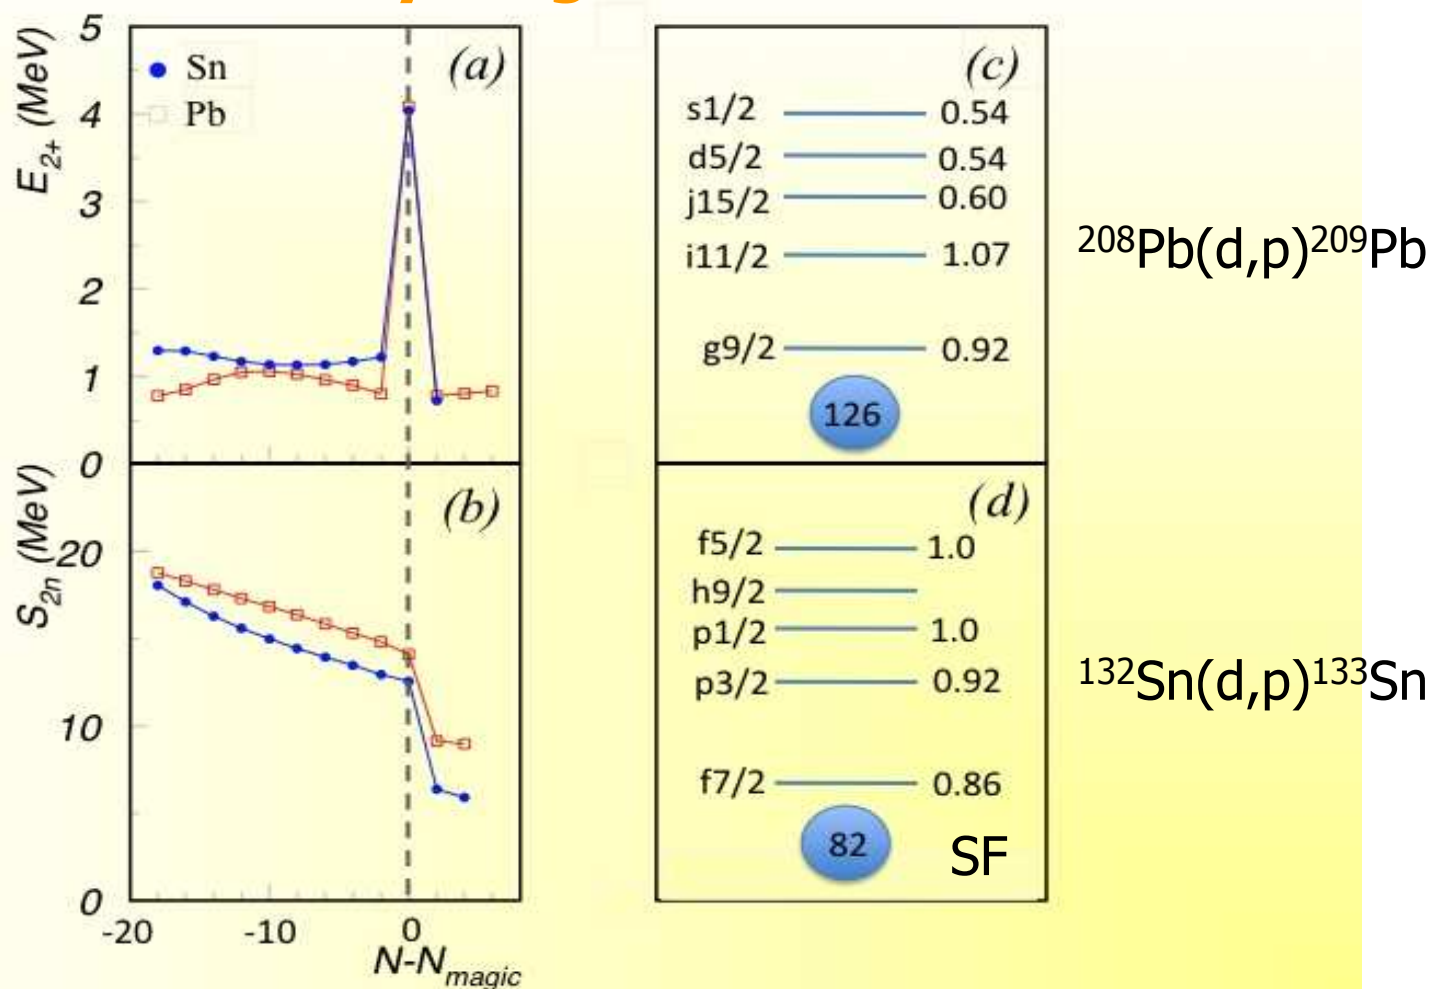 5
4
3
2
1
0
E2+ (MeV)
Sn
Pb
(a)
20
10
0
S2n (MeV)
(b)
-20 -10 0
N-Nmagic
(c)
s1/2 0.54
d5/2 0.54
j15/2 0.60
i11/2 1.07
g9/2 0.92
126
208Pb(d,p)209Pb
(d)
f5/2 1.0
h9/2
p1/2 1.0
p3/2 0.92
f7/2 0.86
82
SF
132Sn(d,p)133Sn